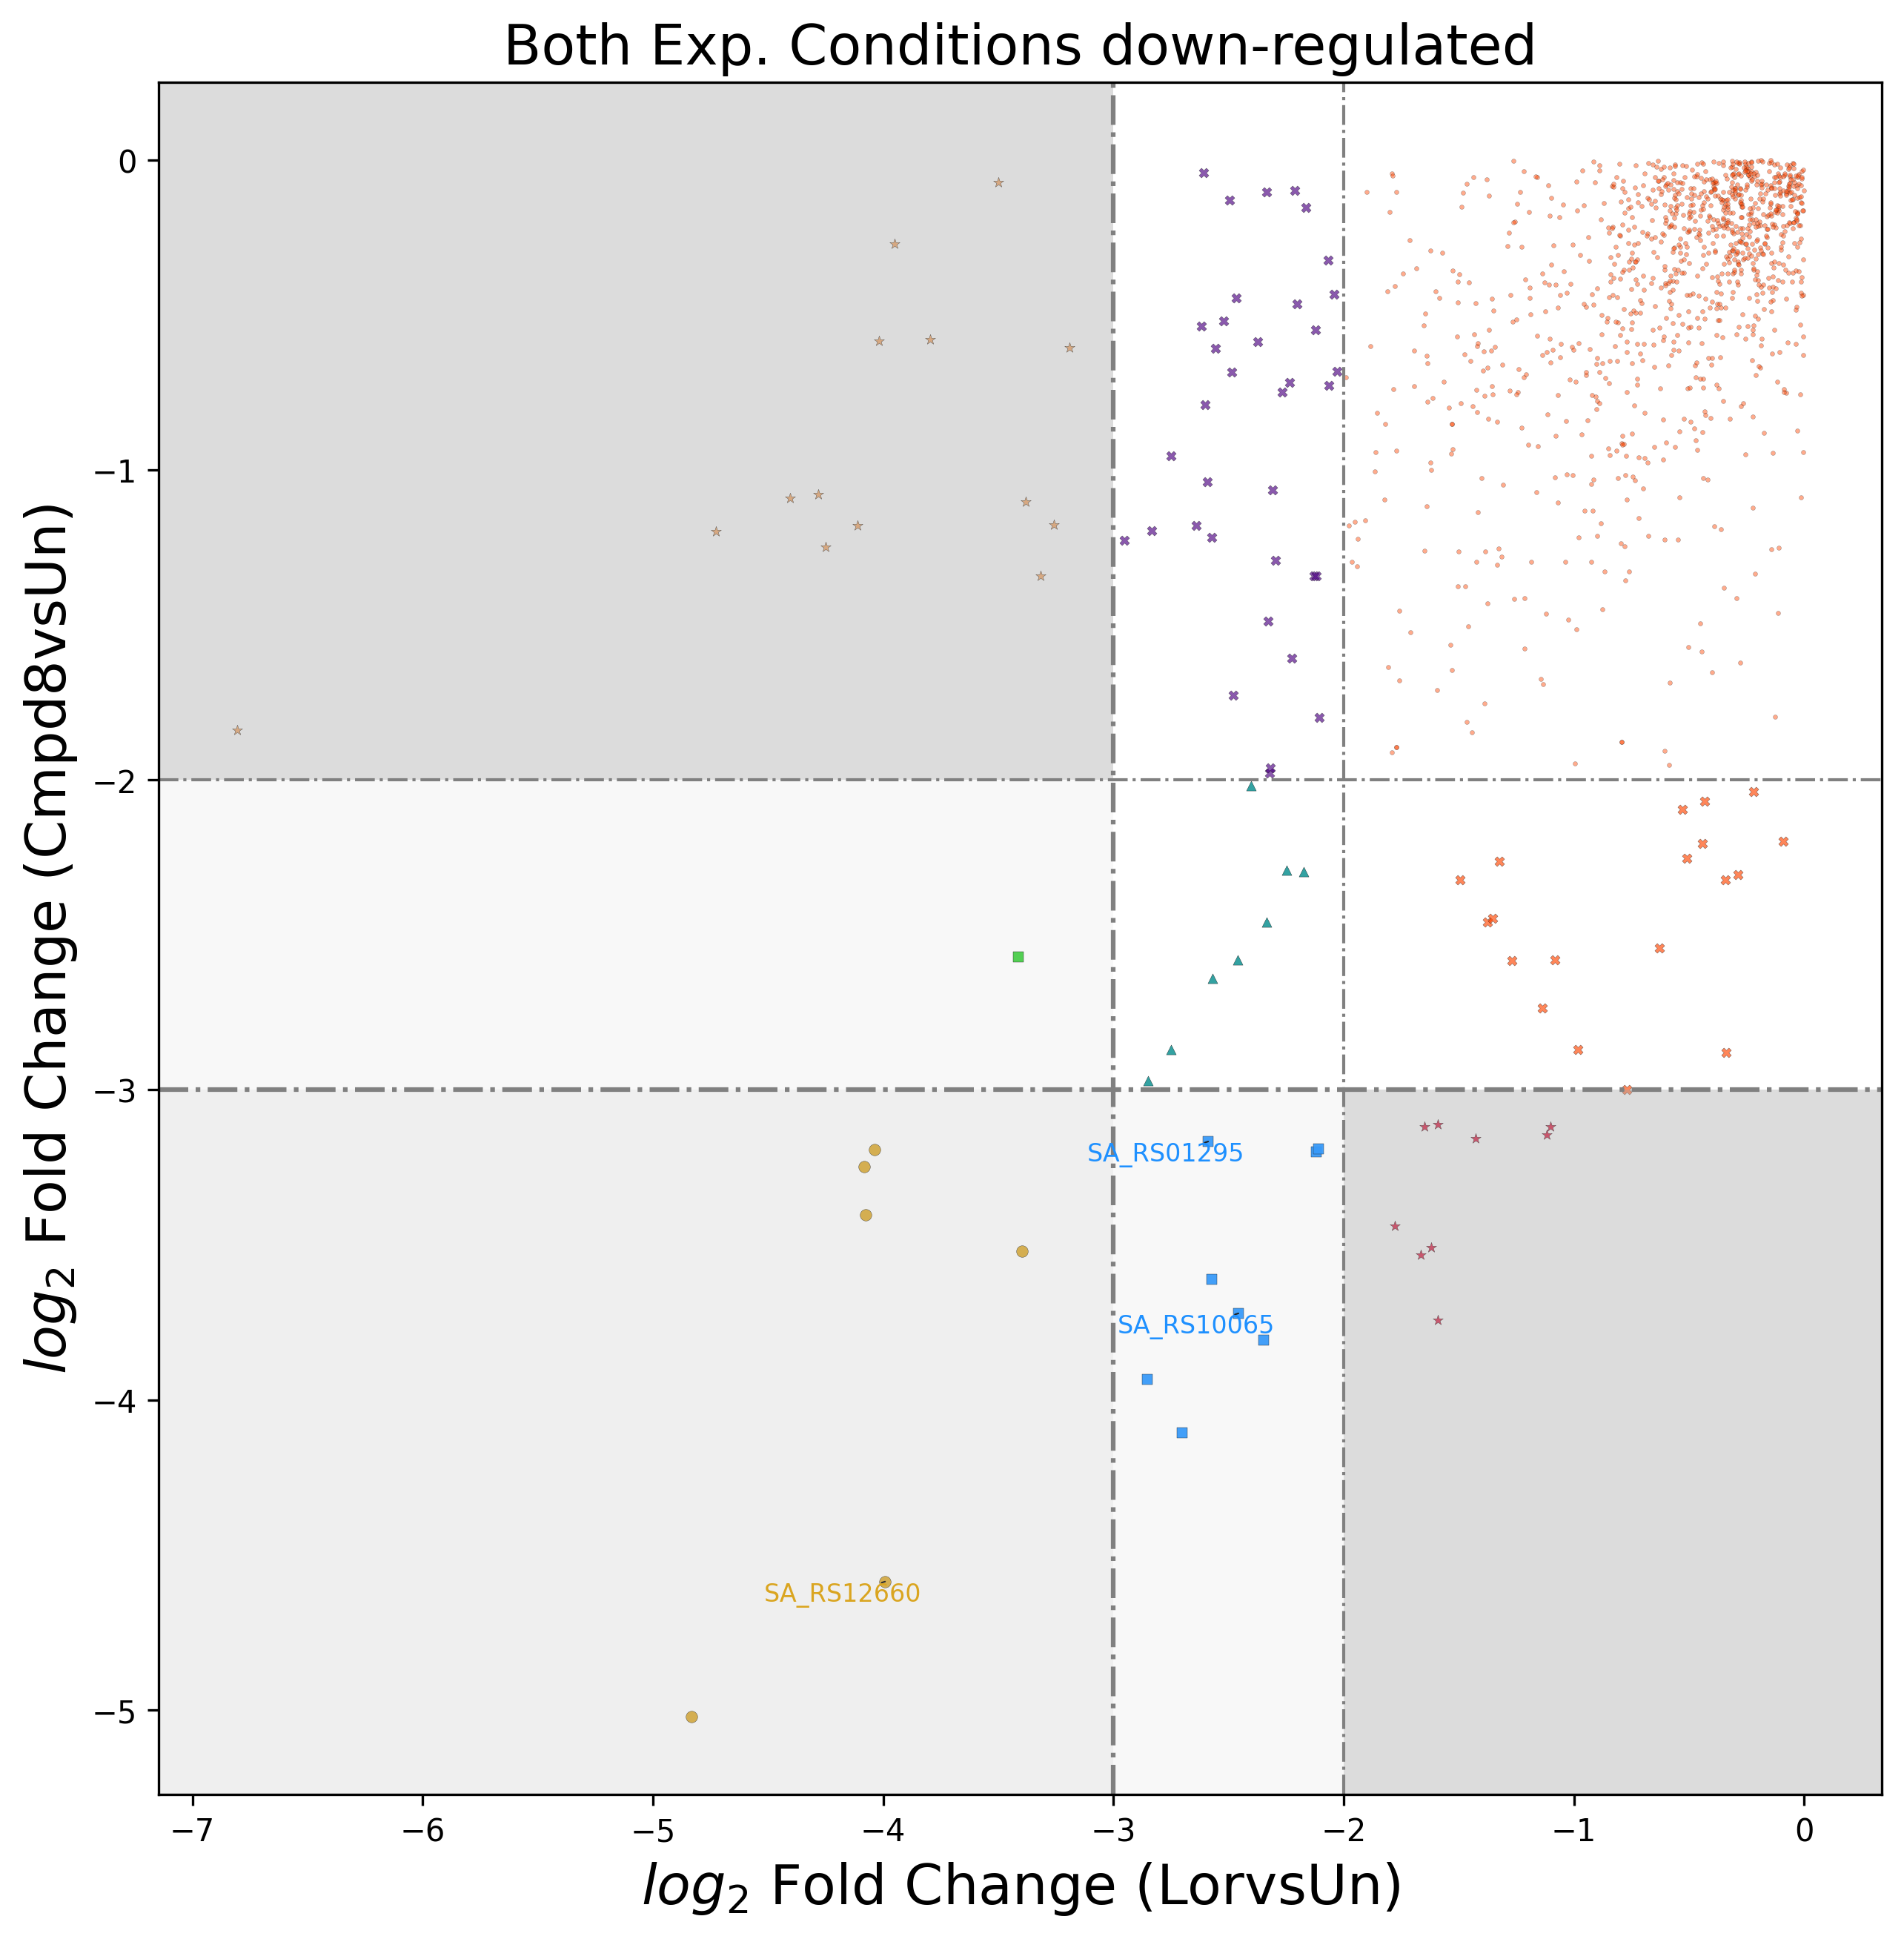 Both Exp. Conditions down-regulated
log2 Fold Change (Cmpd8vsUn)
0
−1
−2
−3
−4
−5
SA_RS01295
SA_RS10065
SA_RS12660
−7 −6 −5 −4 −3 −2 −1 0
log2 Fold Change (LorvsUn)